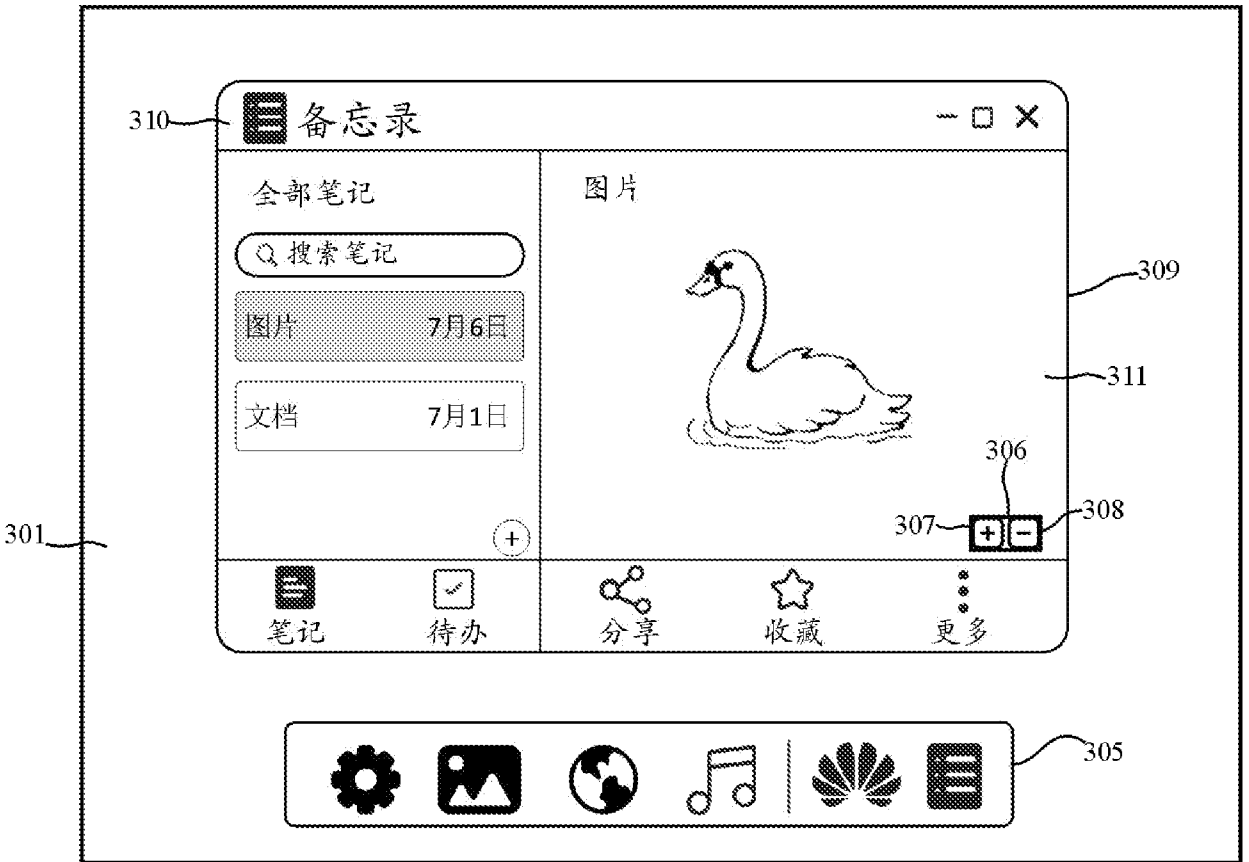 310
备忘录
全部笔记
图片
搜索笔记
309
图片 7月6日
311
文档 7月1日
306
301
307
308
笔记
待办
分享
收藏
更多
305